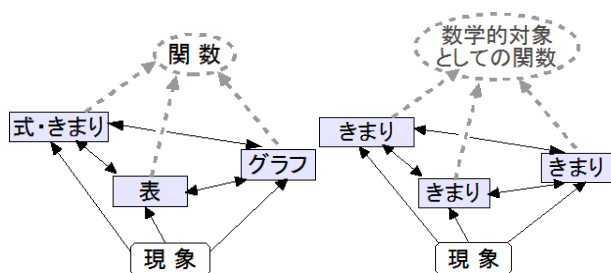 関数
式・きまり
グラフ
表
現象
数学的対象
としての関数
きまり
きまり
きまり
現象